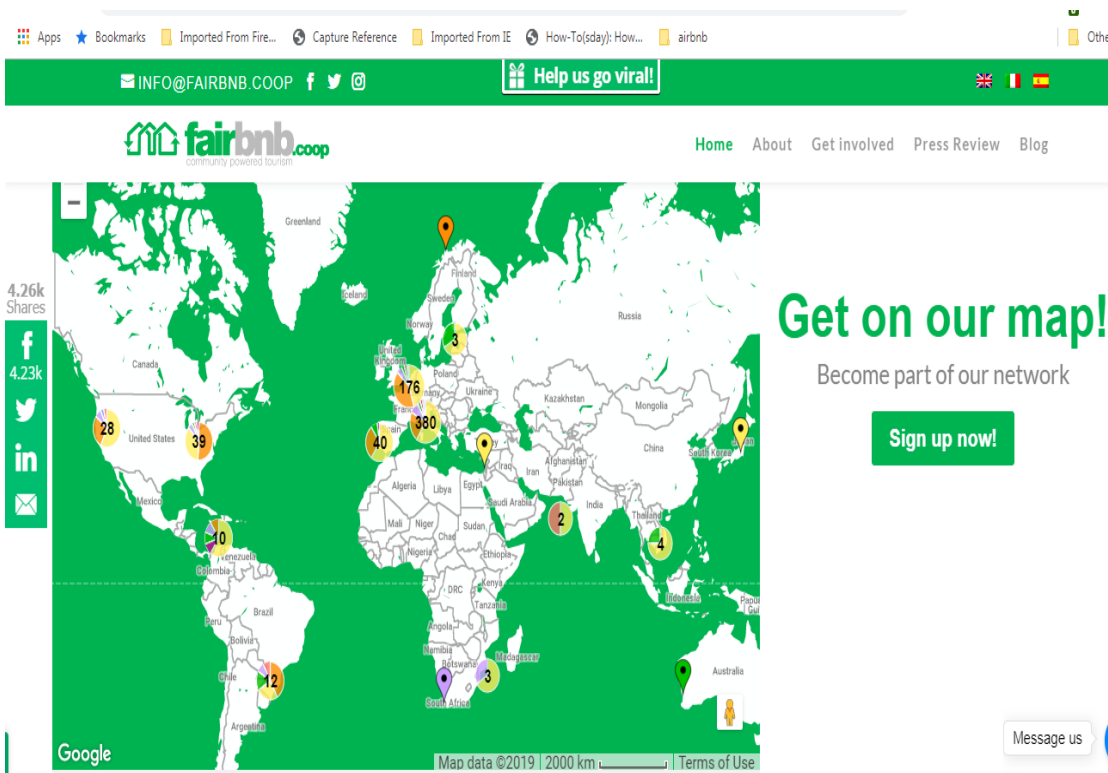 Apps Bookmarks Imported From Fire... Capture Reference Imported From IE How-To(sday): How... airbnb Othe
INFO@FAIRBNB.COOP
Help us go viral!
fairbnb.coop
community powered tourism
Home About Get involved Press Review Blog
Greenland
Iceland
Finland
Sweden
Norway
Russia
4.26k
Shares
4.23k
Canada
United
Kingdom
Poland
Ukraine
Kazakhstan
Mongolia
3
176
380
40
28
39
United States
Mexico
China
South Korea
Afghanistan
Iraq
Iran
Pakistan
Algeria
Libya
Egypt
Saudi Arabia
India
Thailand
Mali
Niger
Chad
Sudan
Nigeria
Ethiopia
2
4
10
Venezuela
Colombia
DRC
Kenya
Tanzania
Indonesia
Brazil
Peru
Bolivia
Angola
Namibia
Botswana
Madagascar
3
Chile
12
South Africa
Australia
Argentina
Google
Map data ©2019 2000 km Terms of Use
Get on our map!
Become part of our network
Sign up now!
Message us